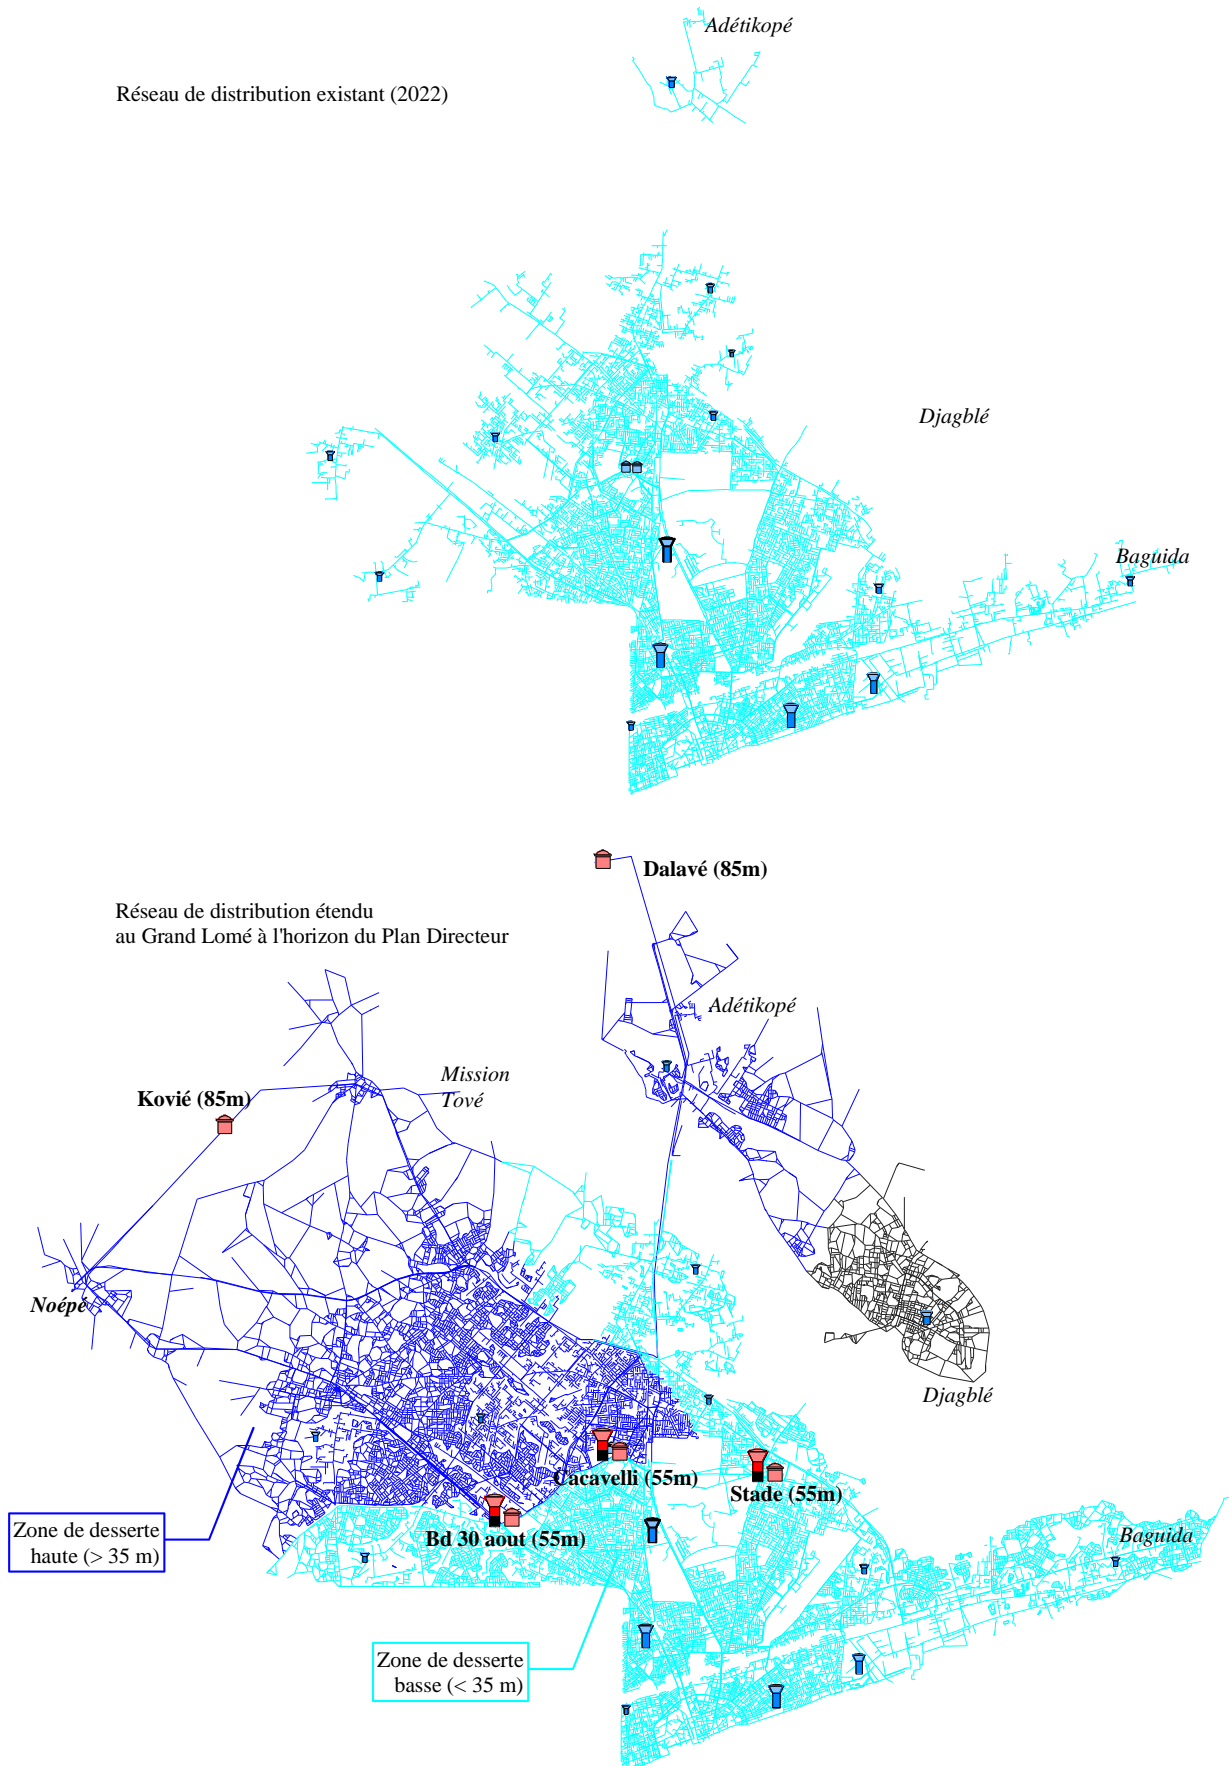 Adétikopé
Réseau de distribution existant (2022)
Djagblé
Baguida
Dalavé (85m)
Réseau de distribution étendu
au Grand Lomé à l'horizon du Plan Directeur
Adétikopé
Mission
Tové
Kovié (85m)
Noépé
Djagblé
Cacavelli (55m)
Stade (55m)
Bd 30 aout (55m)
Zone de desserte
haute (> 35 m)
Baguida
Zone de desserte
basse (< 35 m)